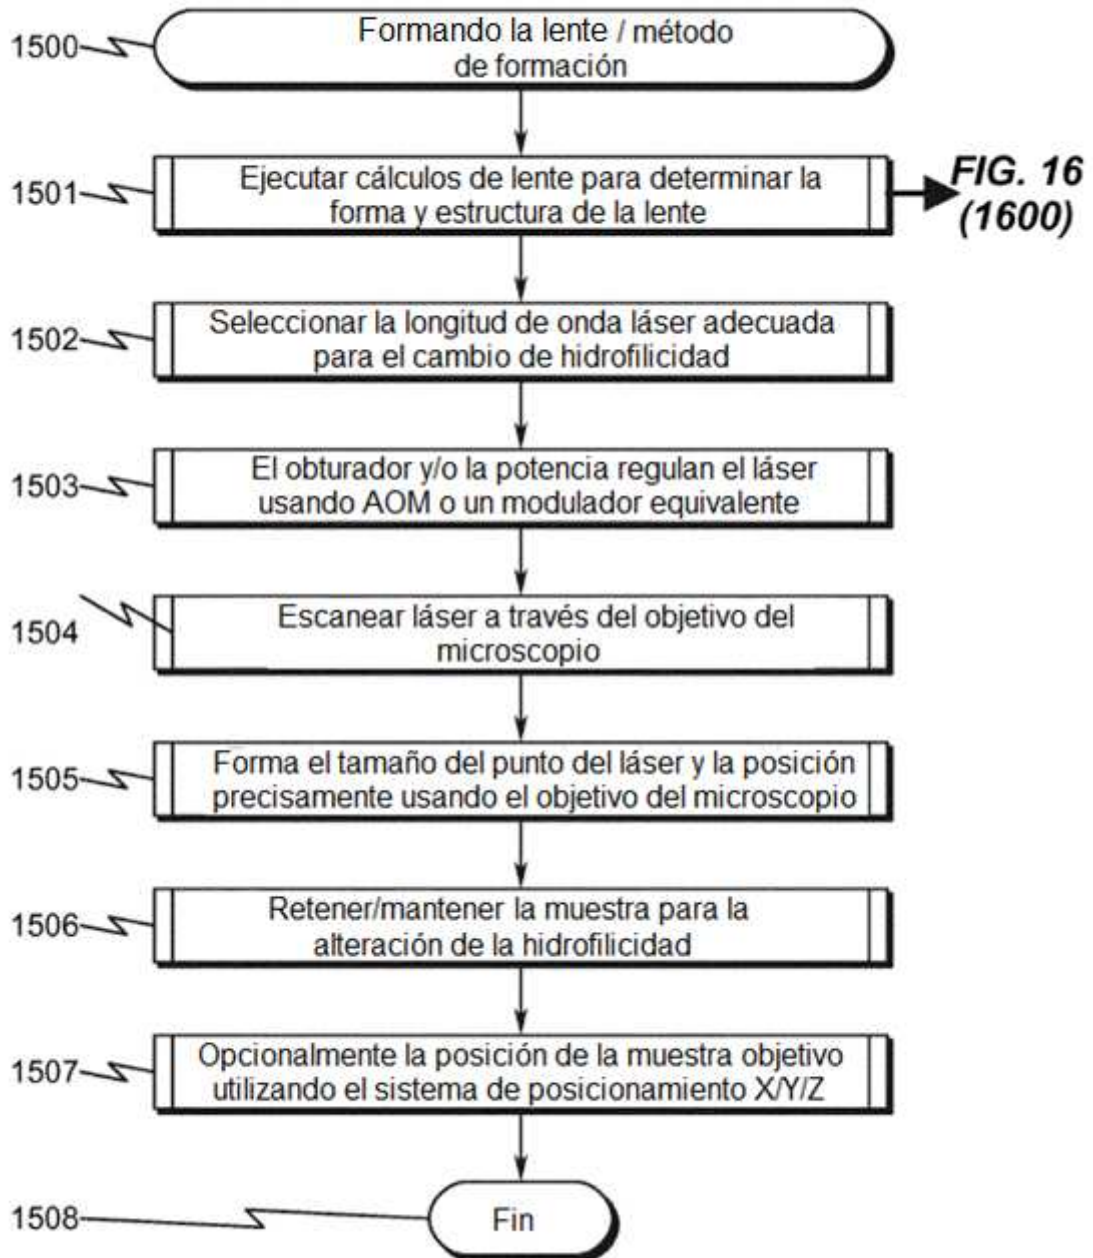 1500
Formando la lente / método
de formación
1501
Ejecutar cálculos de lente para determinar la
forma y estructura de la lente
FIG. 16
(1600)
1502
Seleccionar la longitud de onda láser adecuada
para el cambio de hidrofilicidad
1503
El obturador y/o la potencia regulan el láser
usando AOM o un modulador equivalente
1504
Escanear láser a través del objetivo del
microscopio
1505
Forma el tamaño del punto del láser y la posición
precisamente usando el objetivo del microscopio
1506
Retener/mantener la muestra para la
alteración de la hidrofilicidad
1507
Opcionalmente la posición de la muestra objetivo
utilizando el sistema de posicionamiento X/Y/Z
1508
Fin